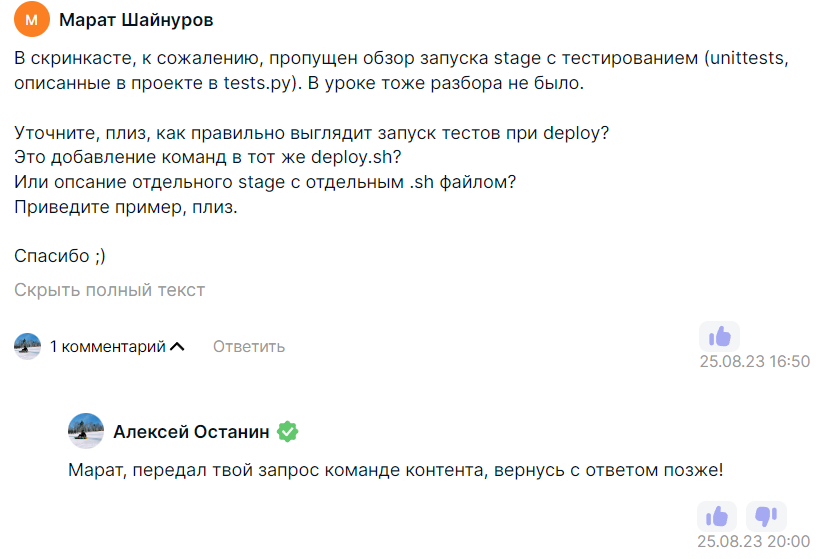 М
Марат Шайнуров
В скринкасте, к сожалению, пропущен обзор запуска stage с тестированием (unittests,
описанные в проекте в tests.py). В уроке тоже разбора не было.
Уточните, плиз, как правильно выглядит запуск тестов при deploy?
Это добавление команд в тот же deploy.sh?
Или опсание отдельного stage с отдельным .sh файлом?
Приведите пример, плиз.
Спасибо ;)
Скрыть полный текст
1 комментарий
Ответить
25.08.23 16:50
Алексей Останин
Марат, передал твой запрос команде контента, вернусь с ответом позже!
25.08.23 20:00